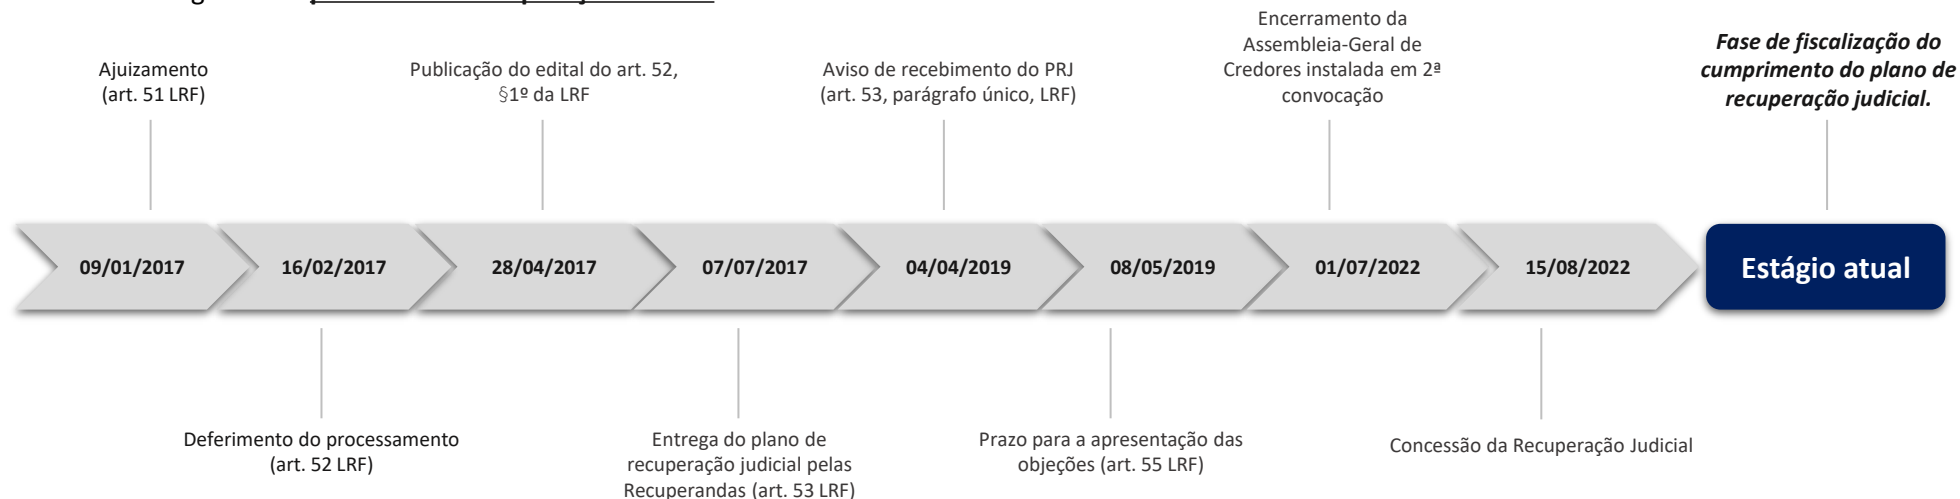 Ajuizamento
(art. 51 LRF)
Publicação do edital do art. 52,
§1º da LRF
Aviso de recebimento do PRJ
(art. 53, parágrafo único, LRF)
Encerramento da
Assembleia-Geral de
Credores instalada em 2ª
convocação
Fase de fiscalização do
cumprimento do plano de
recuperação judicial.
09/01/2017
16/02/2017
28/04/2017
07/07/2017
04/04/2019
08/05/2019
01/07/2022
15/08/2022
Estágio atual
Deferimento do processamento
(art. 52 LRF)
Entrega do plano de
recuperação judicial pelas
Recuperandas (art. 53 LRF)
Prazo para a apresentação das
objeções (art. 55 LRF)
Concessão da Recuperação Judicial